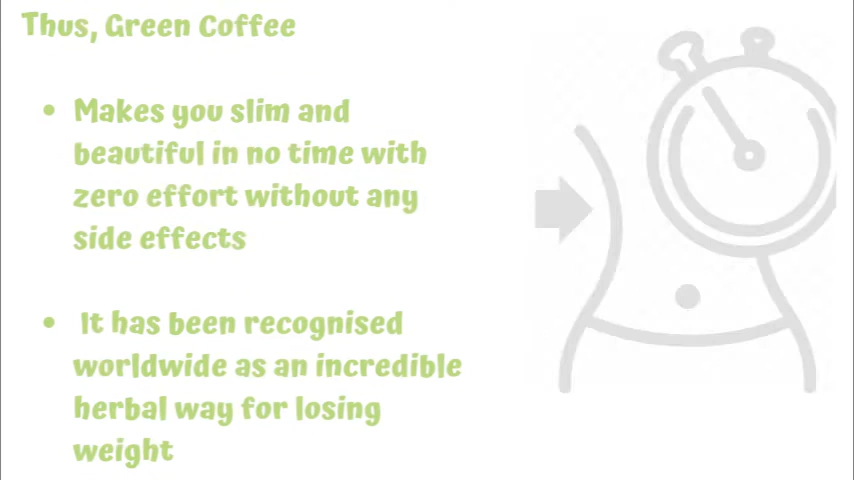 Thus, Green Coffee
• Makes you slim and
beautiful in no time with
zero effort without any
side effects
• It has been recognised
worldwide as an incredible
herbal way for losing
weight